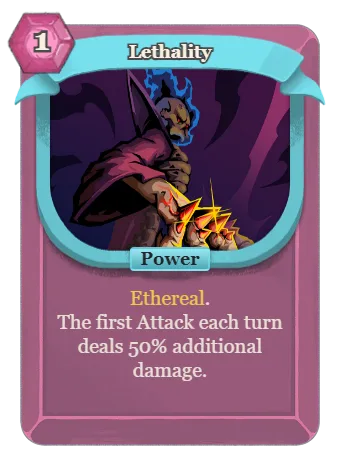 1
Lethality
Power
Ethereal.
The first Attack each turn
deals 50% additional
damage.